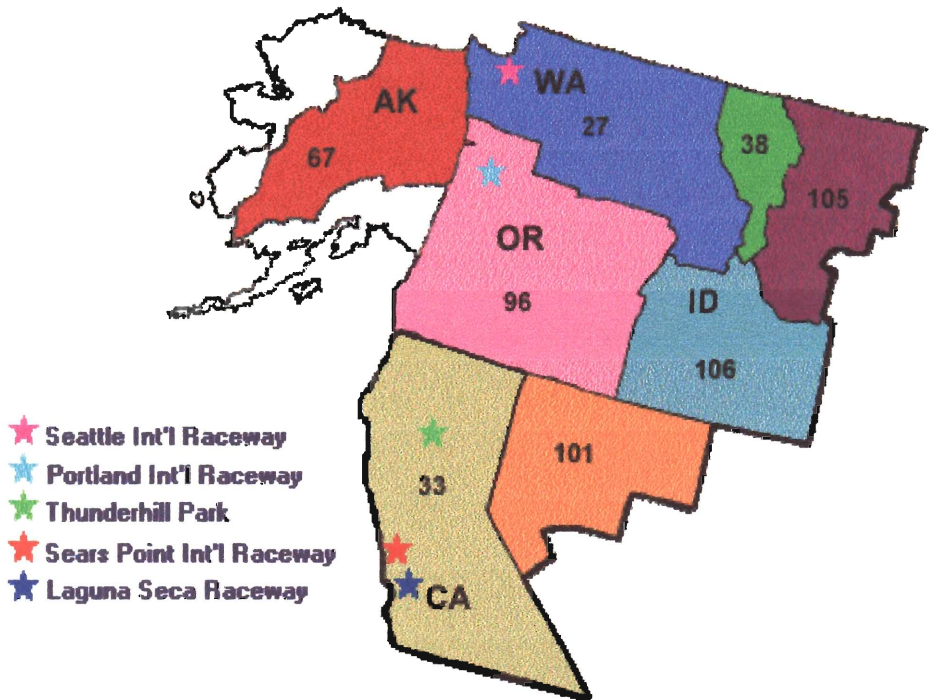 AK
67
WA
27
38
105
OR
96
ID
106
101
33
CA
Seattle Int'l Raceway
Portland Int'l Raceway
Thunderhill Park
Sears Point Int'l Raceway
Laguna Seca Raceway